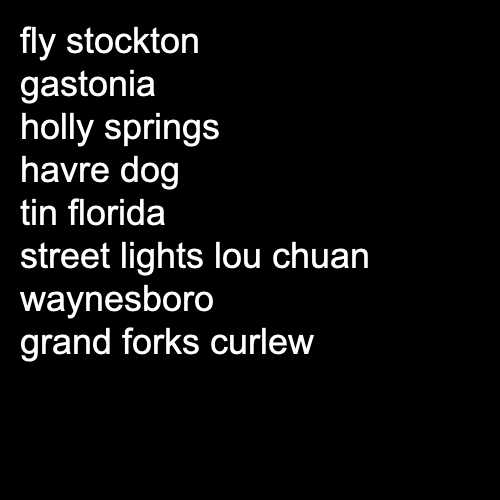 fly stockton
gastonia
holly springs
havre dog
tin florida
street lights lou chuan
waynesboro
grand forks curlew